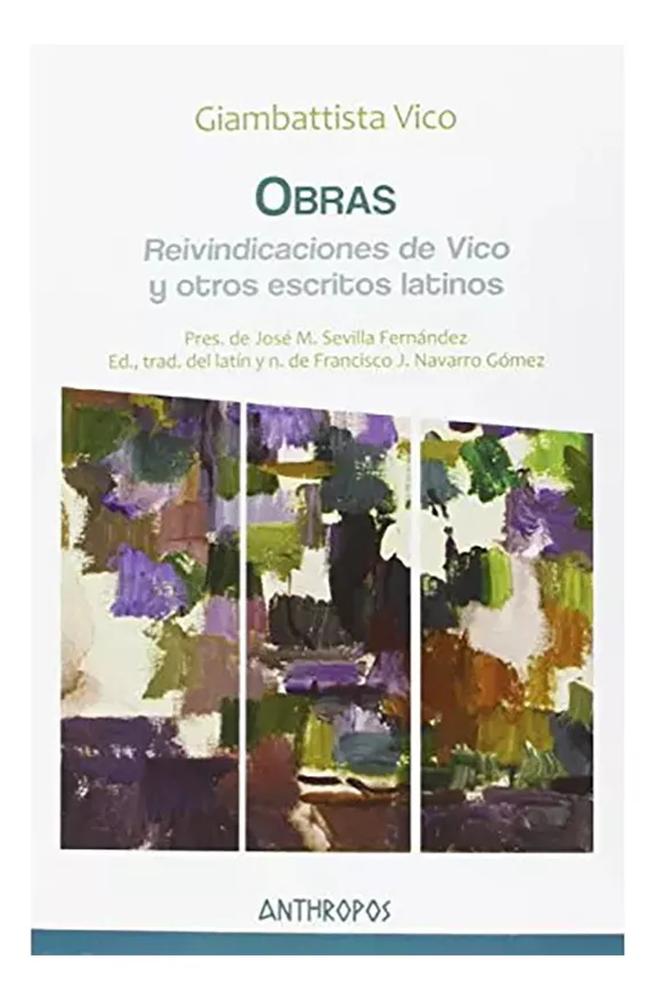 Giambattista Vico
OBRAS
Reivindicaciones de Vico
y otros escritos latinos
Pres. de José M. Sevilla Fernández
Ed., trad. del latín y n. de Francisco J. Navarro Gómez
ANTHROPOS